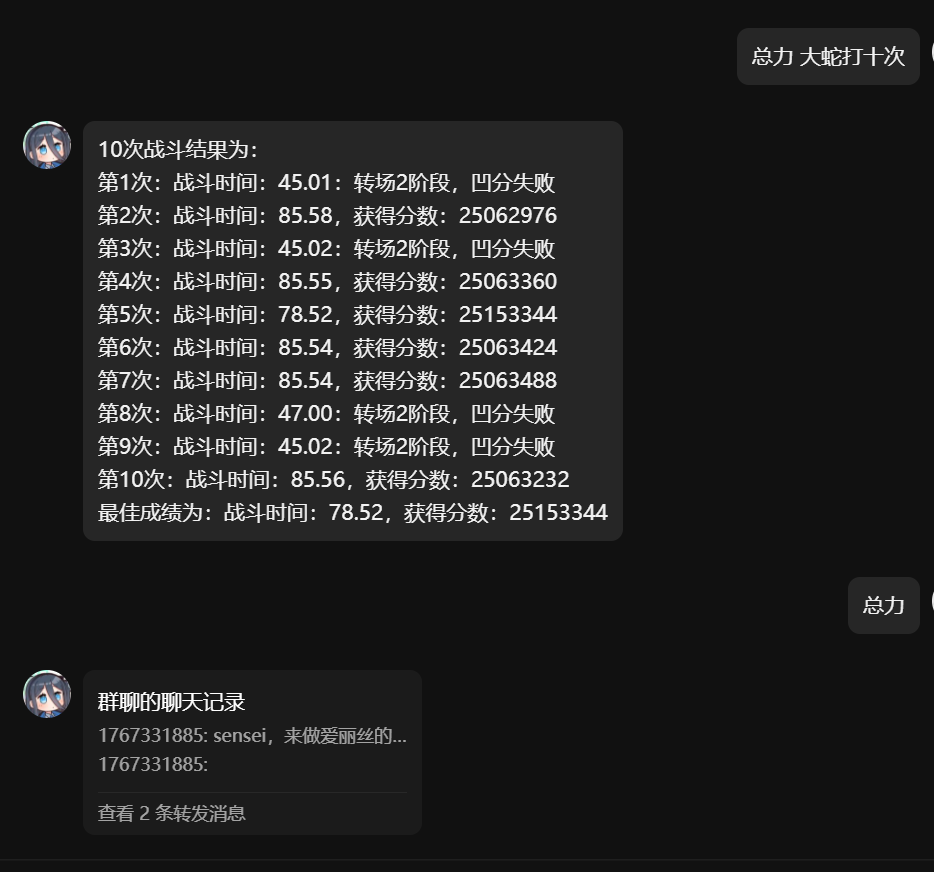 总力 大蛇打十次
10次战斗结果为：
第1次：战斗时间：45.01：转场2阶段，凹分失败
第2次：战斗时间：85.58，获得分数：25062976
第3次：战斗时间：45.02：转场2阶段，凹分失败
第4次：战斗时间：85.55，获得分数：25063360
第5次：战斗时间：78.52，获得分数：25153344
第6次：战斗时间：85.54，获得分数：25063424
第7次：战斗时间：85.54，获得分数：25063488
第8次：战斗时间：47.00：转场2阶段，凹分失败
第9次：战斗时间：45.02：转场2阶段，凹分失败
第10次：战斗时间：85.56，获得分数：25063232
最佳成绩为：战斗时间：78.52，获得分数：25153344
总力
群聊的聊天记录
1767331885: sensei，来做爱丽丝的...
1767331885:
查看 2 条转发消息